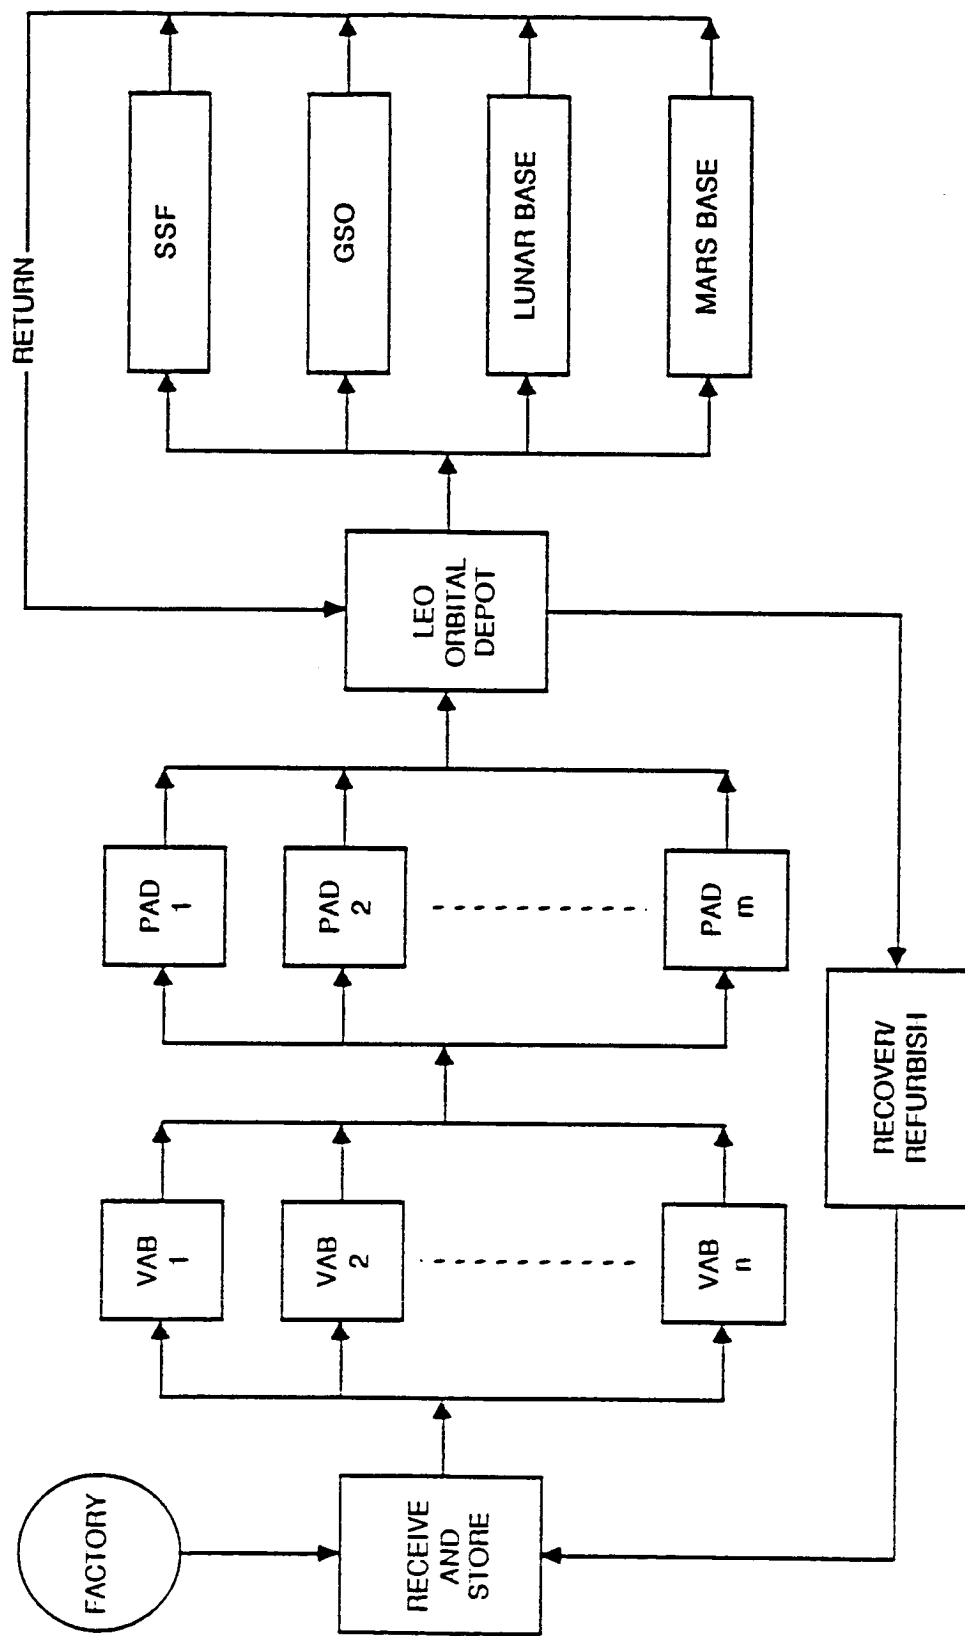 FACTORY
RECEIVE
AND
STORE
VAB
1
VAB
2
VAB
n
PAD
1
PAD
2
PAD
m
LEO
ORBITAL
DEPOT
RETURN
SSF
GSO
LUNAR BASE
MARS BASE
RECOVER/
REFURBISH